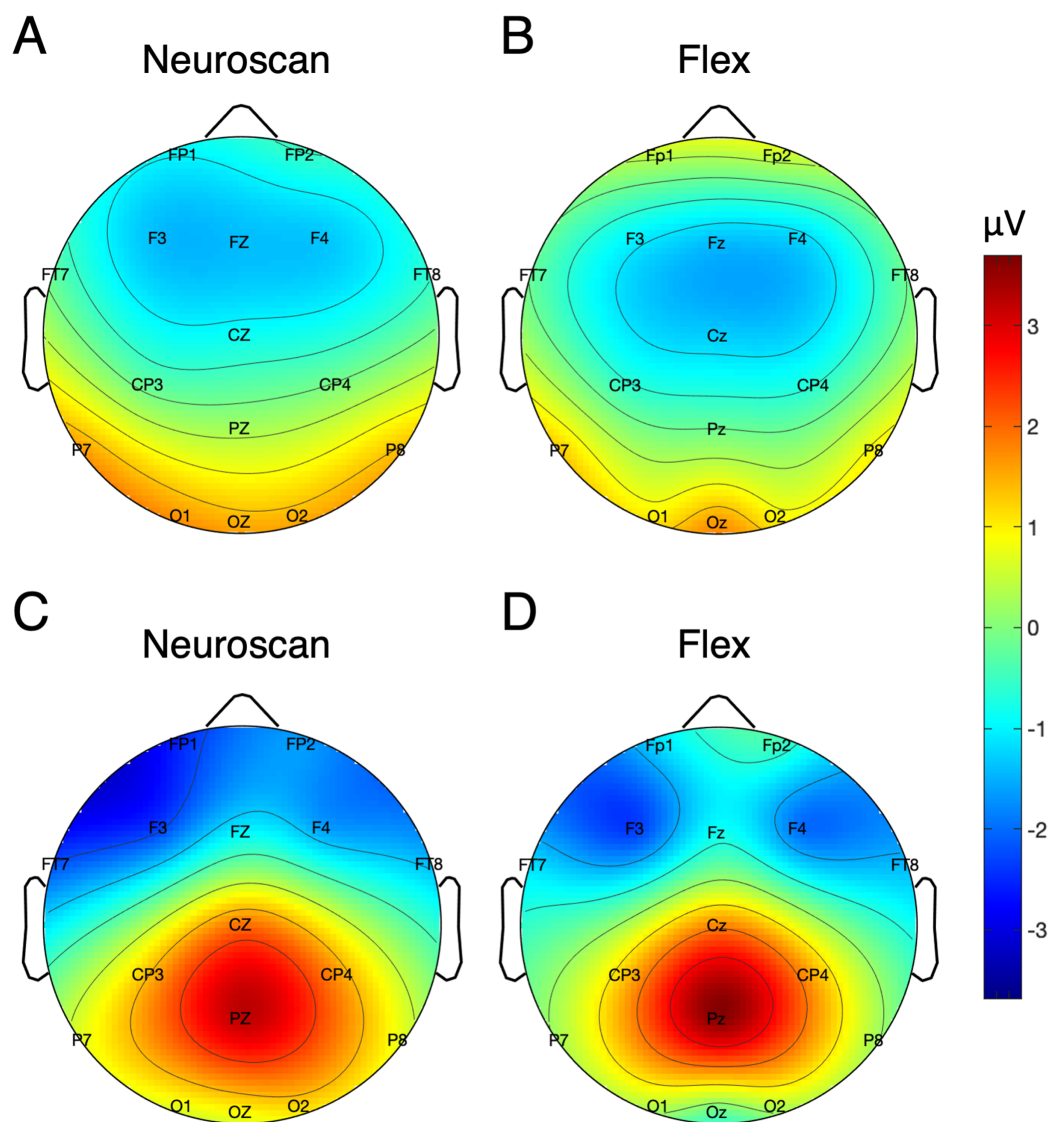 A
Neuroscan
FP1 FP2
F3 FZ F4
FT7 FT8
CZ
CP3 CP4
PZ
P7 P8
O1 OZ O2
B
Flex
Fp1 Fp2
F3 Fz F4
FT7 FT8
Cz
CP3 CP4
Pz
P7 P8
O1 Oz O2
µV
3
2
1
0
-1
-2
-3
C
Neuroscan
FP1 FP2
F3 FZ F4
FT7 FT8
CZ
CP3 CP4
PZ
P7 P8
O1 OZ O2
D
Flex
Fp1 Fp2
F3 Fz F4
FT7 FT8
Cz
CP3 CP4
Pz
P7 P8
O1 Oz O2